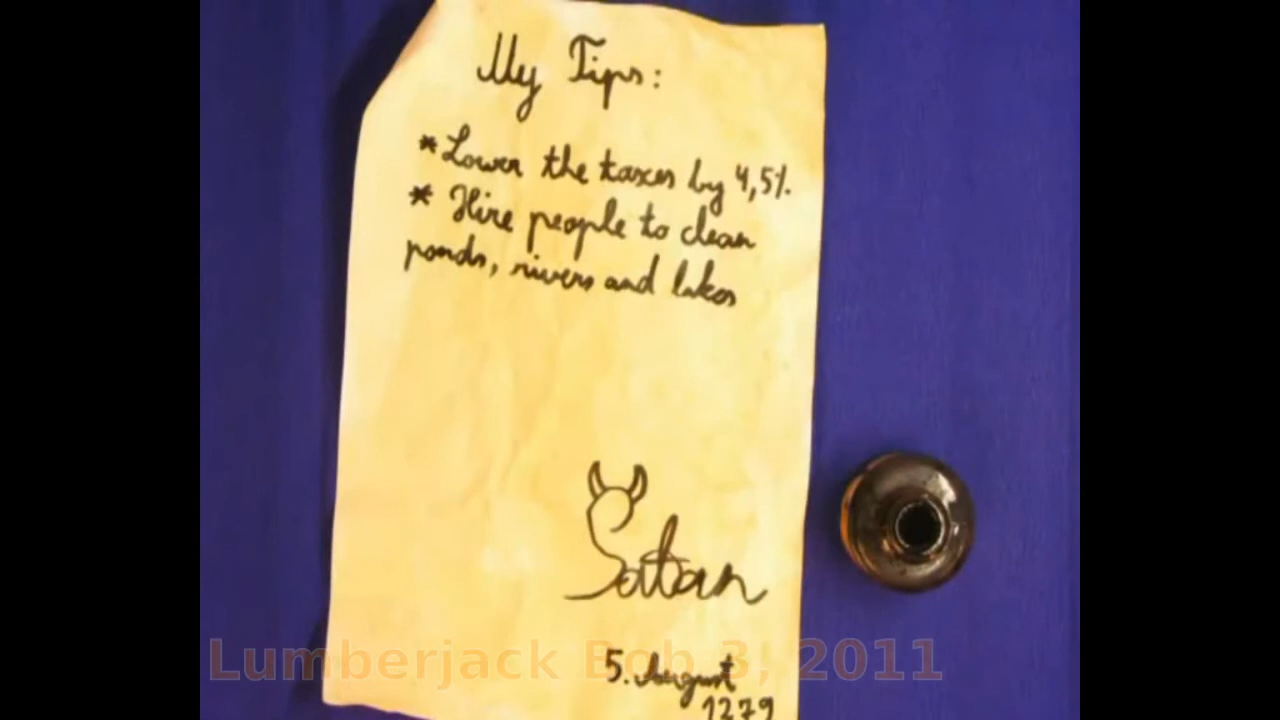 My Tips:
* Lower the taxes by 4,5%.
* Hire people to clean
ponds, rivers and lakes
Satan
5. August
1279
Lumberjack Bob 3, 2011